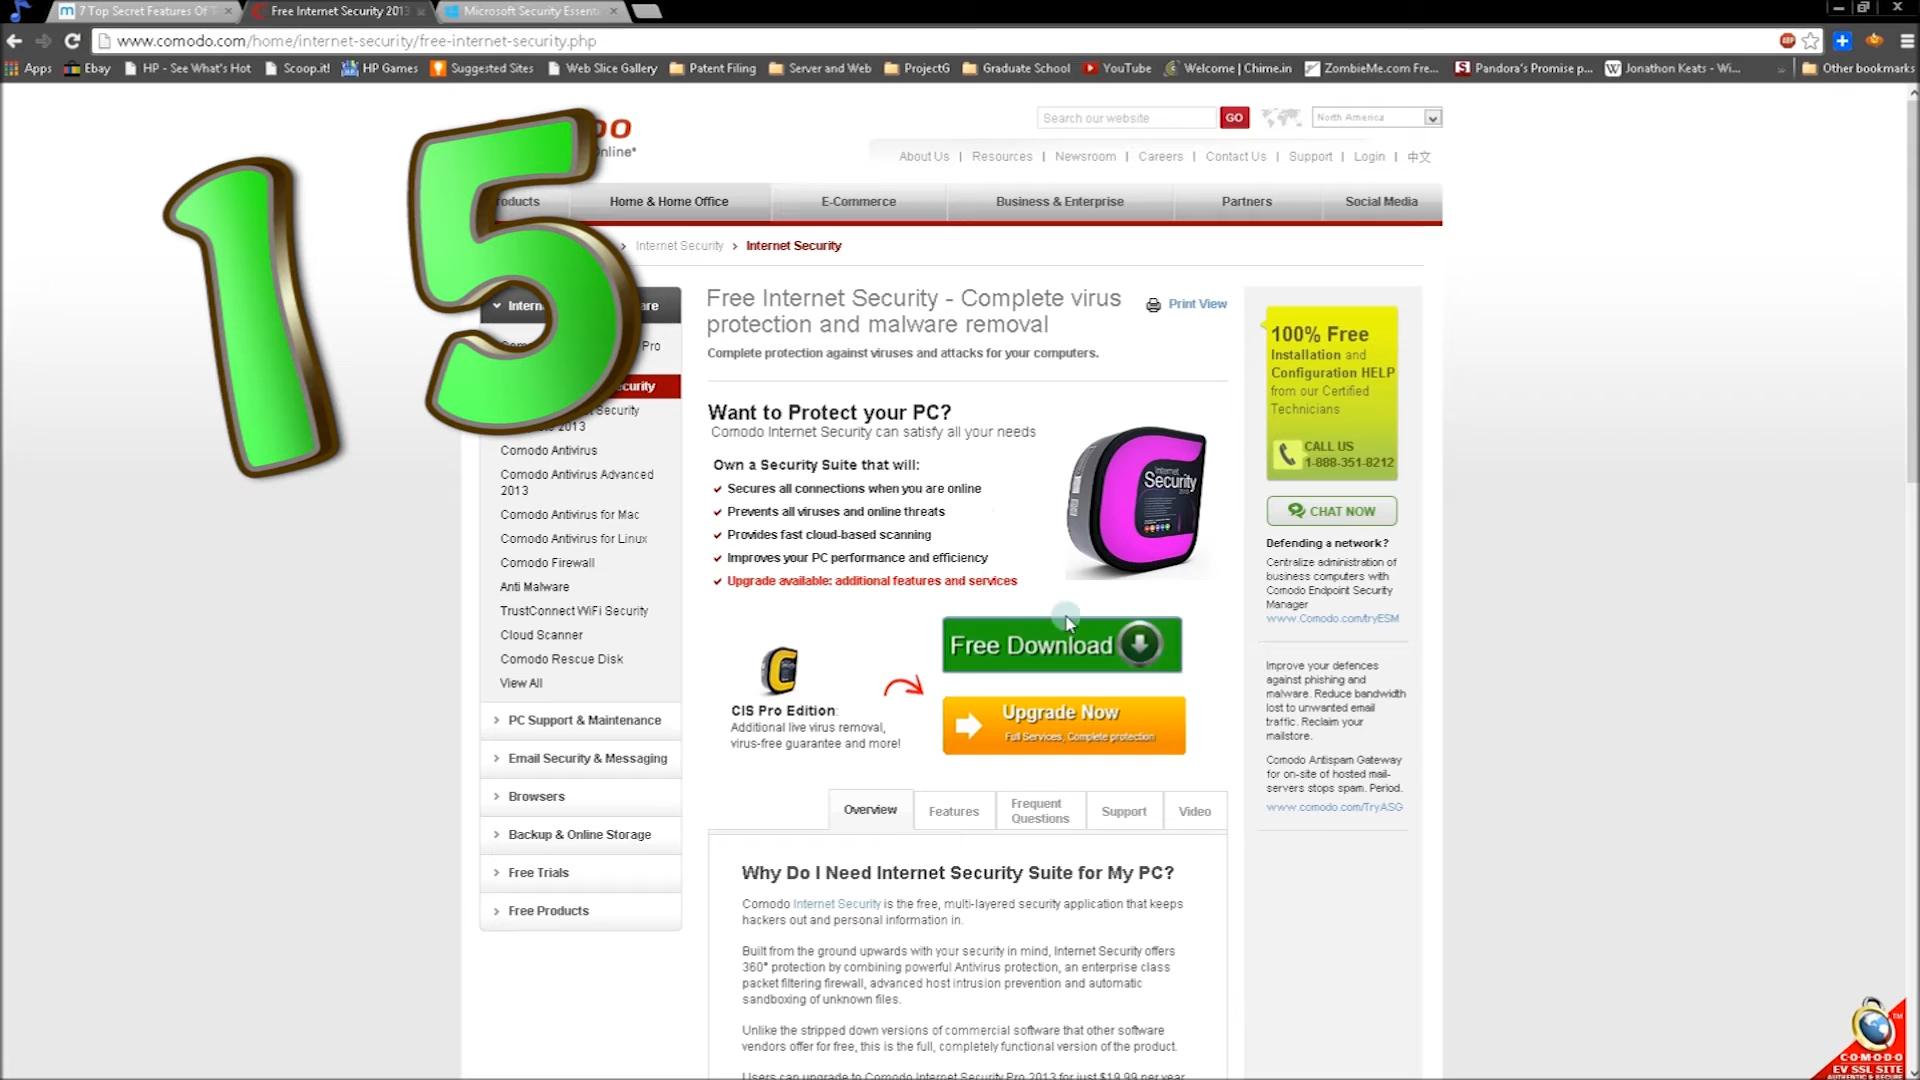 7 Top Secret Features Of
Free Internet Security 2013
Microsoft Security Essent
www.comodo.com/home/internet-security/free-internet-security.php
Apps
Ebay
HP - See What's Hot
Scoop.it!
HP Games
Suggested Sites
Web Slice Gallery
Patent Filing
Server and Web
ProjectG
Graduate School
YouTube
Welcome | Chime.in
ZombieMe.com Fre...
Pandora's Promise p...
Jonathon Keats - Wi...
Other bookmarks
15
Search our website
GO
North America
About Us | Resources | Newsroom | Careers | Contact Us | Support | Login | 中文
Home & Home Office
E-Commerce
Business & Enterprise
Partners
Social Media
Internet Security > Internet Security
Pro
2013
Comodo Antivirus
Comodo Antivirus Advanced
2013
Comodo Antivirus for Mac
Comodo Antivirus for Linux
Comodo Firewall
Anti Malware
TrustConnect WiFi Security
Cloud Scanner
Comodo Rescue Disk
View All
PC Support & Maintenance
Email Security & Messaging
Browsers
Backup & Online Storage
Free Trials
Free Products
Free Internet Security - Complete virus
protection and malware removal
Print View
Complete protection against viruses and attacks for your computers.
Want to Protect your PC?
Comodo Internet Security can satisfy all your needs
Own a Security Suite that will:
Secures all connections when you are online
Prevents all viruses and online threats
Provides fast cloud-based scanning
Improves your PC performance and efficiency
Upgrade available: additional features and services
Internet
Security
Free Download
CIS Pro Edition:
Additional live virus removal,
virus-free guarantee and more!
Upgrade Now
Full Services, Complete protection
Overview
Features
Frequent
Questions
Support
Video
Why Do I Need Internet Security Suite for My PC?
Comodo Internet Security is the free, multi-layered security application that keeps
hackers out and personal information in.
Built from the ground upwards with your security in mind, Internet Security offers
360° protection by combining powerful Antivirus protection, an enterprise class
packet filtering firewall, advanced host intrusion prevention and automatic
sandboxing of unknown files.
Unlike the stripped down versions of commercial software that other software
vendors offer for free, this is the full, completely functional version of the product.
Users can upgrade to Comodo Internet Security Pro 2013 for just $19.99 per year
100% Free
Installation and
Configuration HELP
from our Certified
Technicians
CALL US
1-888-351-8212
CHAT NOW
Defending a network?
Centralize administration of
business computers with
Comodo Endpoint Security
Manager
www.Comodo.com/tryESM
Improve your defences
against phishing and
malware. Reduce bandwidth
lost to unwanted email
traffic. Reclaim your
mailstore.
Comodo Antispam Gateway
for on-site of hosted mail-
servers stops spam. Period.
www.comodo.com/TryASG
COMODO
EV SSL SITE
AUTHENTIC & SECURE